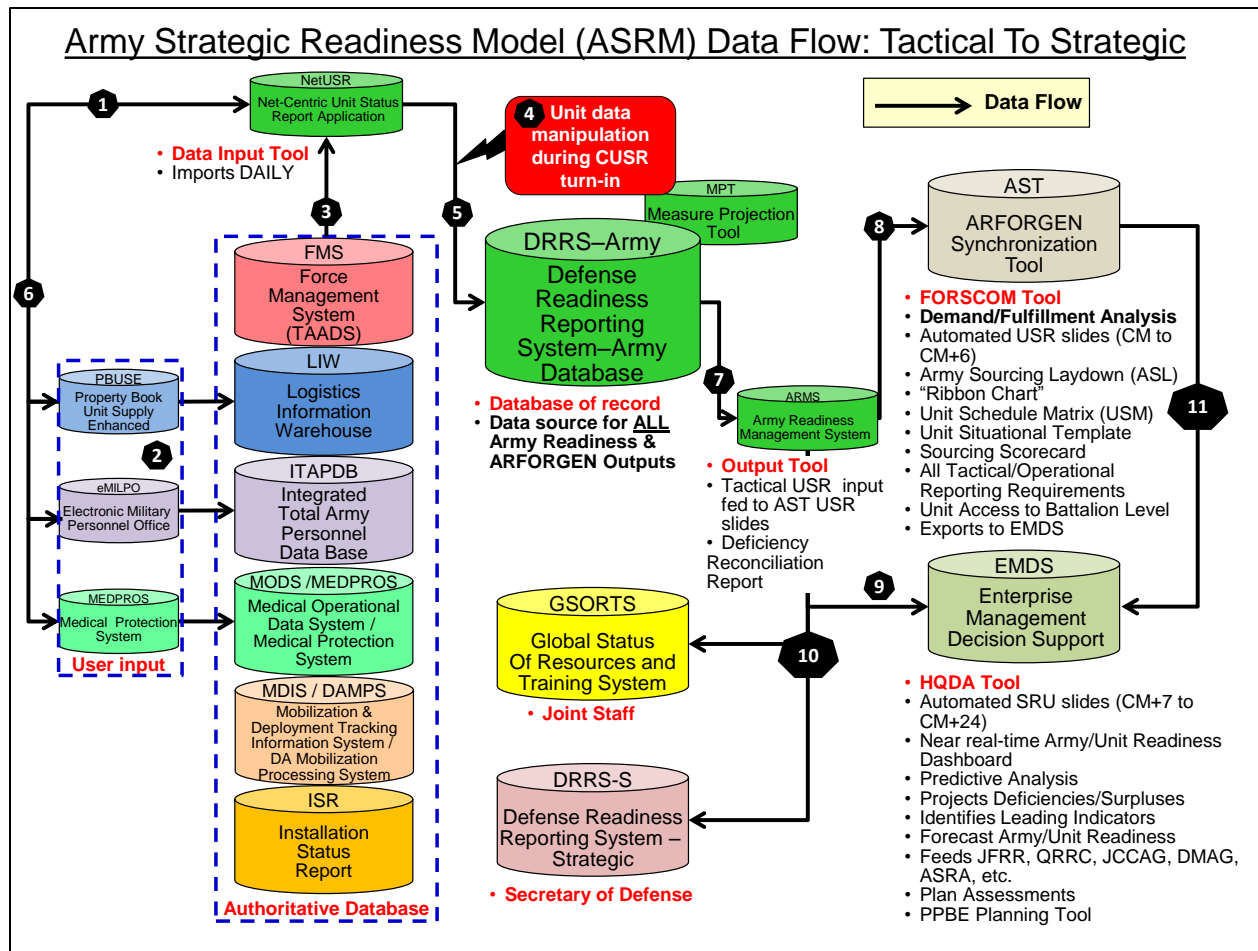 Army Strategic Readiness Model (ASRM) Data Flow: Tactical To Strategic
NetUSR
Net-Centric Unit Status
Report Application
1
• Data Input Tool
• Imports DAILY
3
4
Unit data
manipulation
during CUSR
turn-in
5
Data Flow
MPT
Measure Projection
Tool
DRRS–Army
Defense
Readiness
Reporting
System–Army
Database
• Database of record
• Data source for ALL
Army Readiness &
ARFORGEN Outputs
6
PBUSE
Property Book
Unit Supply
Enhanced
2
eMILPO
Electronic Military
Personnel Office
MEDPROS
Medical Protection
System
User input
FMS
Force
Management
System
(TAADS)
LIW
Logistics
Information
Warehouse
ITAPDB
Integrated
Total Army
Personnel
Data Base
MODS /MEDPROS
Medical Operational
Data System /
Medical Protection
System
MDIS / DAMPS
Mobilization &
Deployment Tracking
Information System /
DA Mobilization
Processing System
ISR
Installation
Status
Report
Authoritative Database
7
ARMS
Army Readiness
Management System
• Output Tool
• Tactical USR input
fed to AST USR
slides
• Deficiency
Reconciliation
Report
8
AST
ARFORGEN
Synchronization
Tool
• FORSCOM Tool
• Demand/Fulfillment Analysis
• Automated USR slides (CM to
CM+6)
• Army Sourcing Laydown (ASL)
• “Ribbon Chart”
• Unit Schedule Matrix (USM)
• Unit Situational Template
• Sourcing Scorecard
• All Tactical/Operational
Reporting Requirements
• Unit Access to Battalion Level
• Exports to EMDS
11
9
10
GSORTS
Global Status
Of Resources and
Training System
• Joint Staff
DRRS-S
Defense Readiness
Reporting System –
Strategic
• Secretary of Defense
EMDS
Enterprise
Management
Decision Support
• HQDA Tool
• Automated SRU slides (CM+7 to
CM+24)
• Near real-time Army/Unit Readiness
Dashboard
• Predictive Analysis
• Projects Deficiencies/Surpluses
• Identifies Leading Indicators
• Forecast Army/Unit Readiness
• Feeds JFRR, QRRC, JCCAG, DMAG,
ASRA, etc.
• Plan Assessments
• PPBE Planning Tool